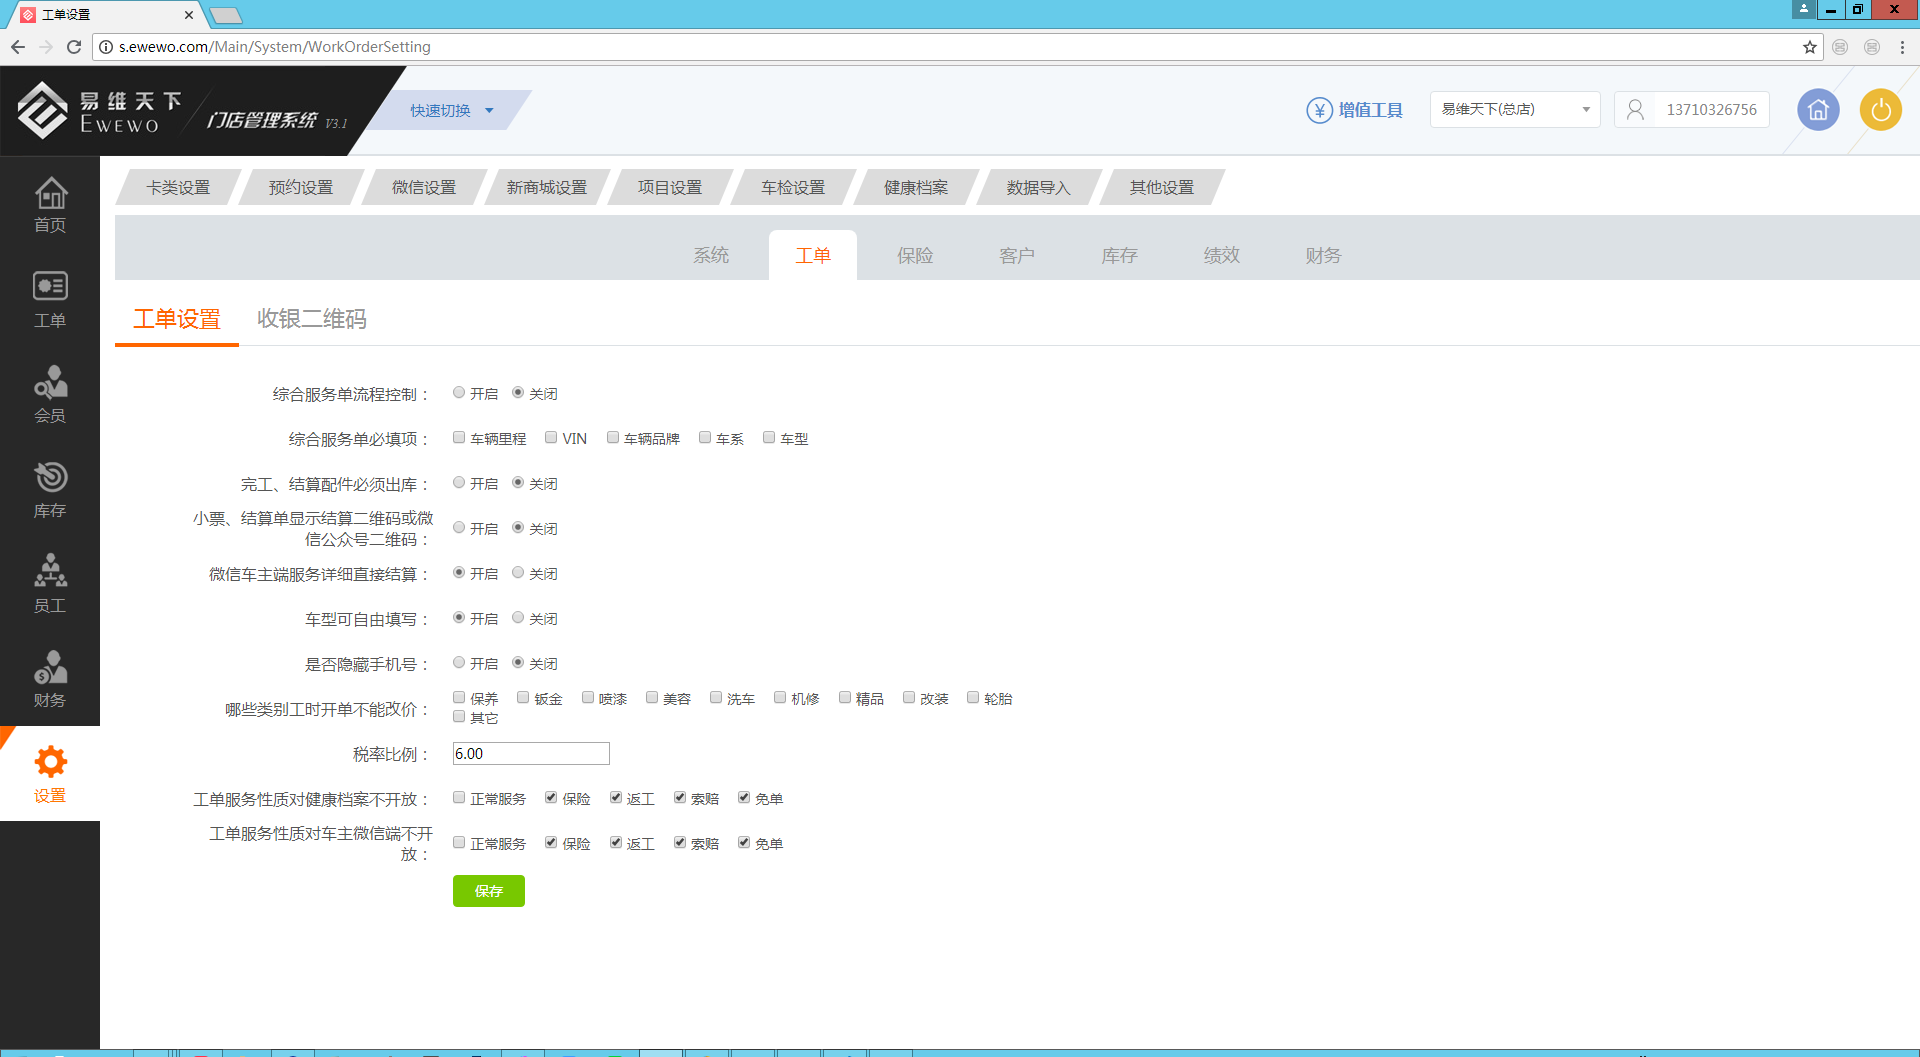 工单设置
s.ewewo.com/Main/System/WorkOrderSetting
易维天下
EWEWO
门店管理系统 V3.1
快速切换
增值工具
易维天下(总店)
13710326756
首页
工单
会员
库存
员工
财务
设置
卡类设置 预约设置 微信设置 新商城设置 项目设置 车检设置 健康档案 数据导入 其他设置
系统 工单 保险 客户 库存 绩效 财务
工单设置 收银二维码
综合服务单流程控制： 开启 关闭
综合服务单必填项： 车辆里程 VIN 车辆品牌 车系 车型
完工、结算配件必须出库： 开启 关闭
小票、结算单显示结算二维码或微
信公众号二维码： 开启 关闭
微信车主端服务详细直接结算： 开启 关闭
车型可自由填写： 开启 关闭
是否隐藏手机号： 开启 关闭
哪些类别工时开单不能改价： 保养 钣金 喷漆 美容 洗车 机修 精品 改装 轮胎
其它
税率比例： 6.00
工单服务性质对健康档案不开放： 正常服务 保险 返工 索赔 免单
工单服务性质对车主微信端不开
放： 正常服务 保险 返工 索赔 免单
保存